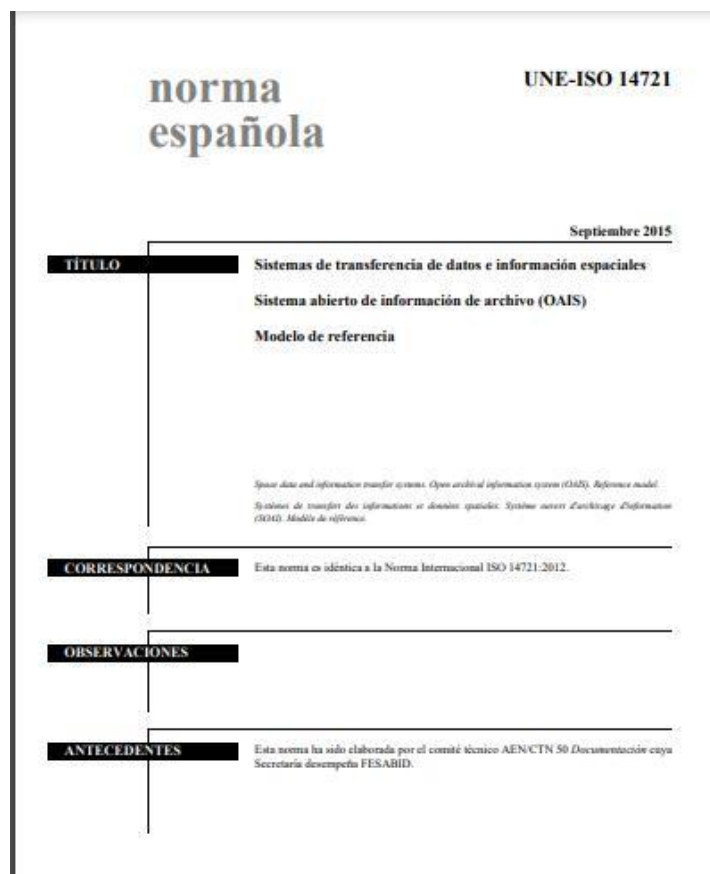 norma
española
UNE-ISO 14721
Septiembre 2015
TÍTULO
Sistemas de transferencia de datos e información espaciales
Sistema abierto de información de archivo (OAIS)
Modelo de referencia
Space data and information transfer systems. Open archival information system (OAIS). Reference model.
Systèmes de transfert des informations et données spatiales. Système ouvert d'archivage d'information
(SOAI). Modèle de référence.
CORRESPONDENCIA
Esta norma es idéntica a la Norma Internacional ISO 14721:2012.
OBSERVACIONES
ANTECEDENTES
Esta norma ha sido elaborada por el comité técnico AEN/CTN 50 Documentación cuya
Secretaría desempeña FESABID.